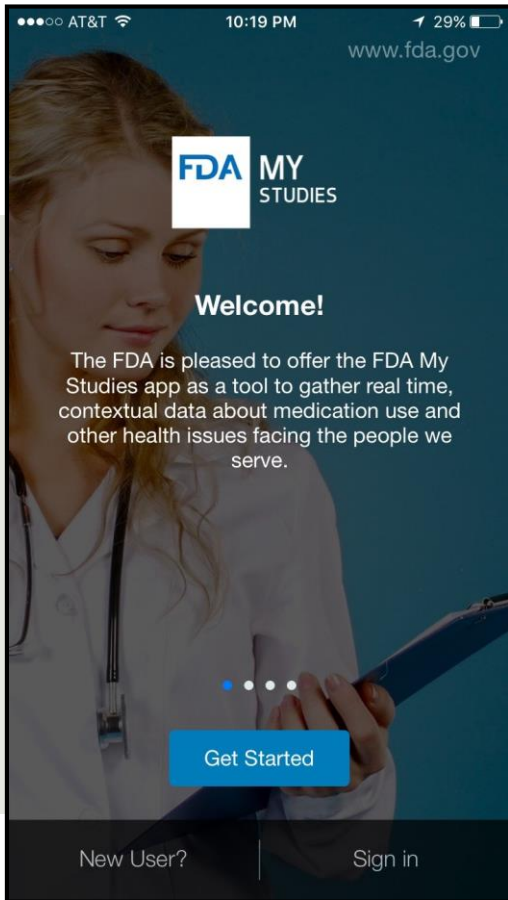 AT&T 10:19 PM 29%
www.fda.gov
FDA MY
STUDIES
Welcome!
The FDA is pleased to offer the FDA My
Studies app as a tool to gather real time,
contextual data about medication use and
other health issues facing the people we
serve.
Get Started
New User? Sign in